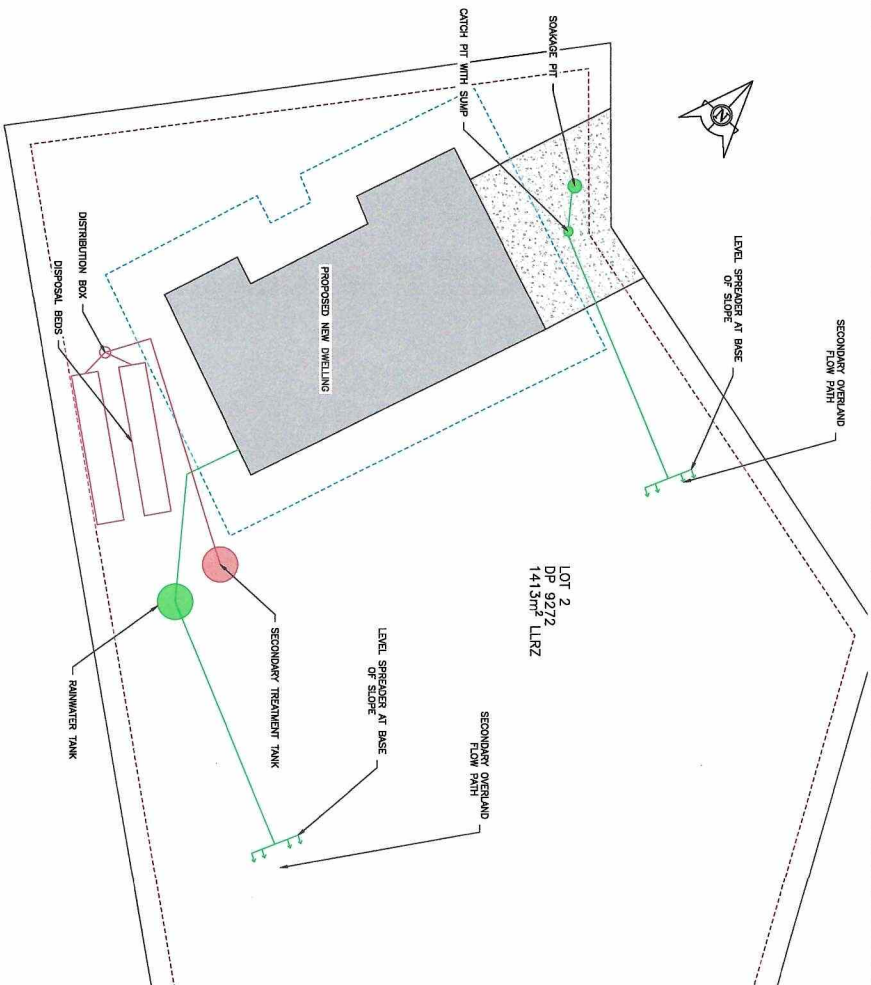 CATCH PIT WITH SUMP
SOAKAGE PIT
N
LEVEL SPREADER AT BASE
OF SLOPE
SECONDARY OVERLAND
FLOW PATH
PROPOSED NEW DWELLING
DISTRIBUTION BOX
DISPOSAL BEDS
LOT 2
DP 9272
1413m² LLRZ
SECONDARY TREATMENT TANK
RAINWATER TANK
LEVEL SPREADER AT BASE
OF SLOPE
SECONDARY OVERLAND
FLOW PATH